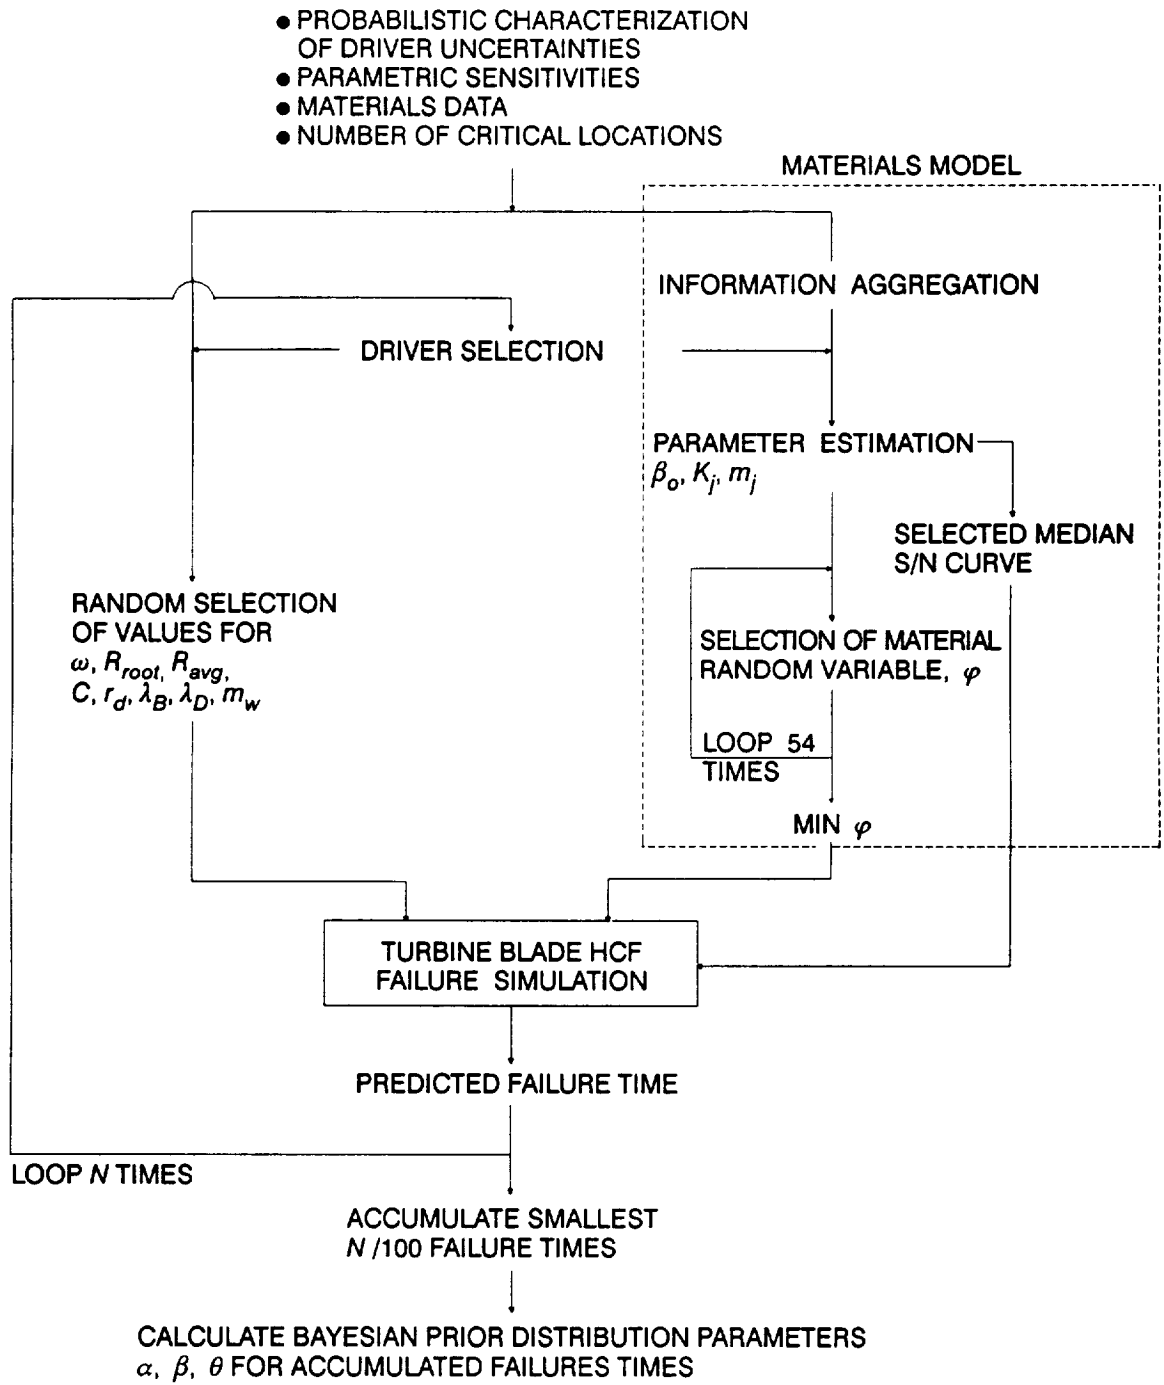 ● PROBABILISTIC CHARACTERIZATION
OF DRIVER UNCERTAINTIES
● PARAMETRIC SENSITIVITIES
● MATERIALS DATA
● NUMBER OF CRITICAL LOCATIONS
MATERIALS MODEL
INFORMATION AGGREGATION
DRIVER SELECTION
PARAMETER ESTIMATION
β_o, K_j, m_j
SELECTED MEDIAN
S/N CURVE
RANDOM SELECTION
OF VALUES FOR
ω, R_root, R_avg,
C, r_d, λ_B, λ_D, m_w
SELECTION OF MATERIAL
RANDOM VARIABLE, φ
LOOP 54
TIMES
MIN φ
TURBINE BLADE HCF
FAILURE SIMULATION
PREDICTED FAILURE TIME
LOOP N TIMES
ACCUMULATE SMALLEST
N /100 FAILURE TIMES
CALCULATE BAYESIAN PRIOR DISTRIBUTION PARAMETERS
α, β, θ FOR ACCUMULATED FAILURES TIMES